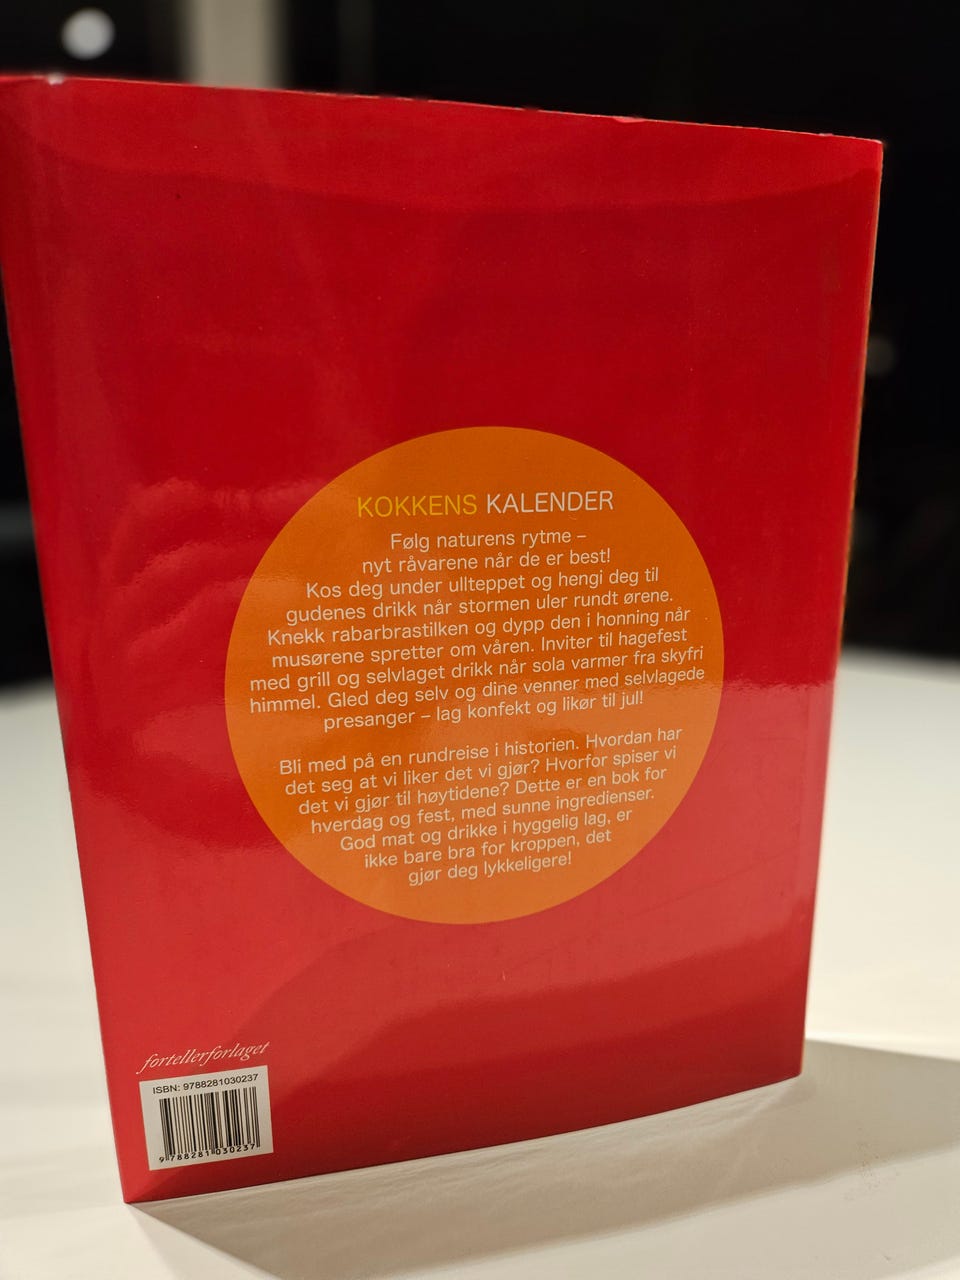 KOKKENS KALENDER
Følg naturens rytme –
nyt råvarene når de er best!
Kos deg under ullteppet og hengi deg til
gudenes drikk når stormen uler rundt ørene.
Knekk rabarbrastilken og dypp den i honning når
musørene spretter om våren. Inviter til hagefest
med grill og selvlaget drikk når sola varmer fra skyfri
himmel. Gled deg selv og dine venner med selvlagede
presanger – lag konfekt og likør til jul!
Bli med på en rundreise i historien. Hvordan har
det seg at vi liker det vi gjør? Hvorfor spiser vi
det vi gjør til høytidene? Dette er en bok for
hverdag og fest, med sunne ingredienser.
God mat og drikke i hyggelig lag, er
ikke bare bra for kroppen, det
gjør deg lykkeligere!
fortellerforlaget
ISBN: 9788281030237
9 788281 030237